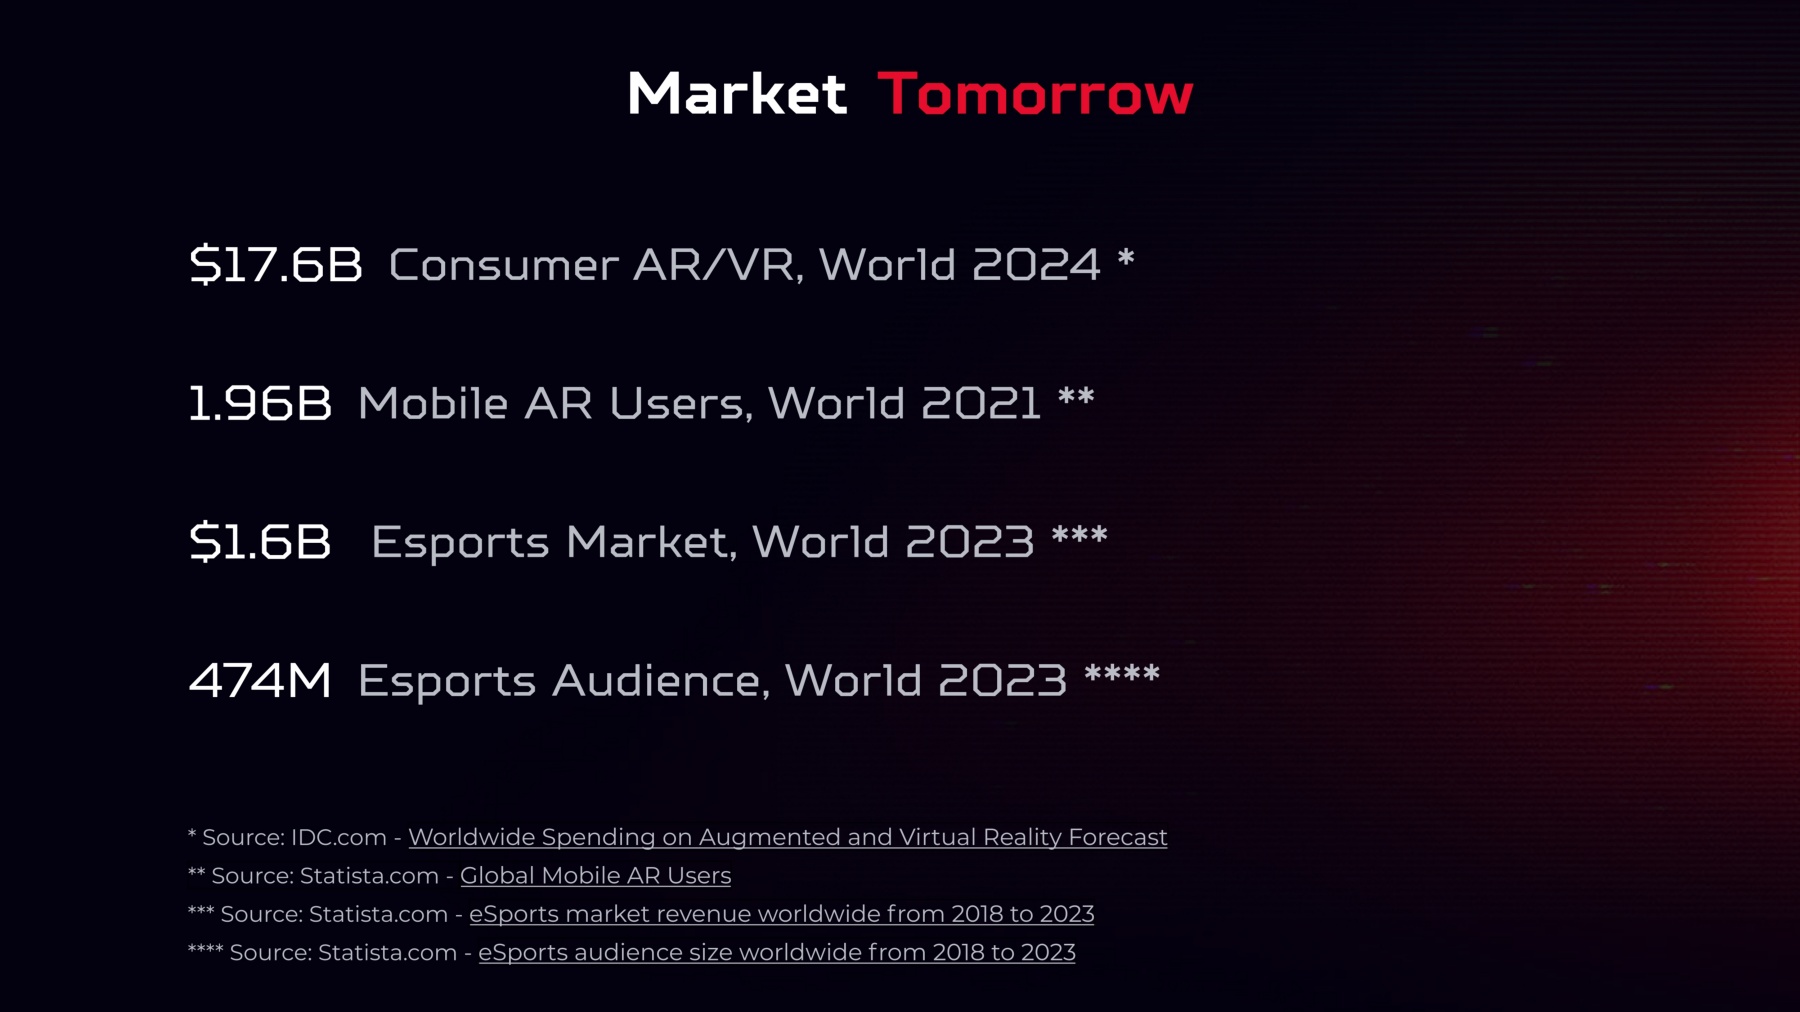 Market Tomorrow
$17.6B Consumer AR/VR, World 2024 *
1.96B Mobile AR Users, World 2021 **
$1.6B Esports Market, World 2023 ***
474M Esports Audience, World 2023 ****
* Source: IDC.com - Worldwide Spending on Augmented and Virtual Reality Forecast
** Source: Statista.com - Global Mobile AR Users
*** Source: Statista.com - eSports market revenue worldwide from 2018 to 2023
**** Source: Statista.com - eSports audience size worldwide from 2018 to 2023